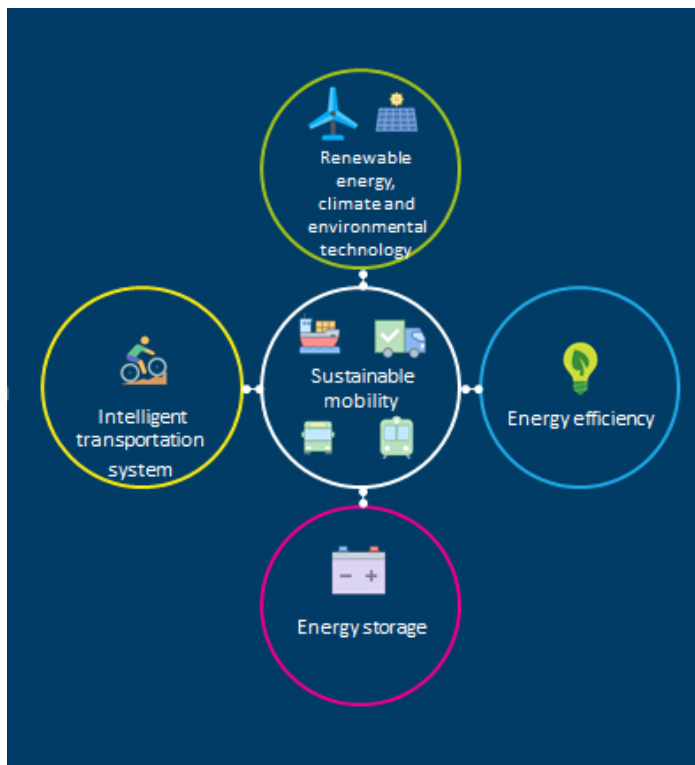 Renewable
energy,
climate and
environmental
technology
Sustainable
mobility
Intelligent
transportation
system
Energy efficiency
Energy storage